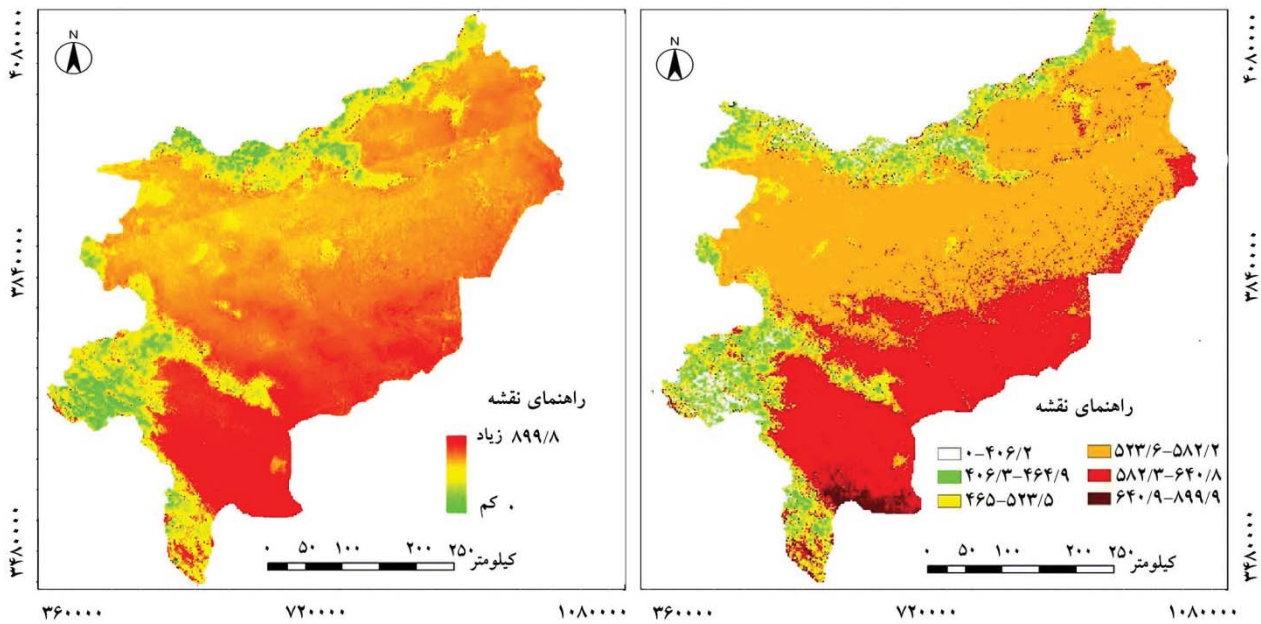 N
۴۰۸۰۰۰۰
۳۸۴۰۰۰۰
۳۴۸۰۰۰۰
راهنمای نقشه
زیاد ۸۹۹/۸
کم ۰
۰ ۵۰ ۱۰۰ ۲۰۰ ۲۵۰
کیلومتر
۳۶۰۰۰۰ ۷۲۰۰۰۰ ۱۰۸۰۰۰۰
N
۴۰۸۰۰۰۰
۳۸۴۰۰۰۰
۳۴۸۰۰۰۰
راهنمای نقشه
۰-۴۰۶/۲
۴۰۶/۳-۴۶۴/۹
۴۶۵-۵۲۳/۵
۵۲۳/۶-۵۸۲/۲
۵۸۲/۳-۶۴۰/۸
۶۴۰/۹-۸۹۹/۹
۰ ۵۰ ۱۰۰ ۲۰۰ ۲۵۰
کیلومتر
۳۶۰۰۰۰ ۷۲۰۰۰۰ ۱۰۸۰۰۰۰